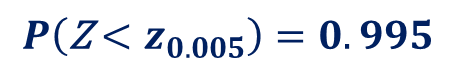 P(Z< z₀.₀₀₅) = 0.995